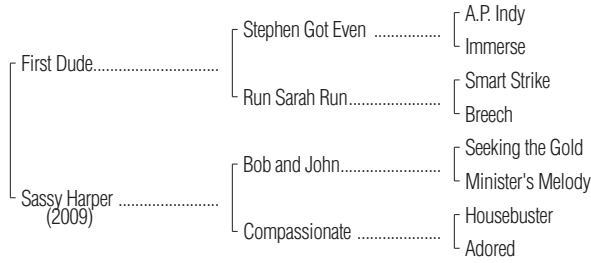 A.P. Indy
Stephen Got Even ................
Immerse
First Dude..............................
Smart Strike
Run Sarah Run......................
Breech
Seeking the Gold
Bob and John........................
Minister's Melody
Sassy Harper ........................
(2009)
Housebuster
Compassionate ....................
Adored